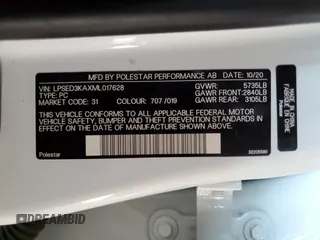 MFD BY POLESTAR PERFORMANCE AB DATE: 10/20
VIN: LPSED3KAXML017628 GVWR: 5735LB
TYPE: PC GAWR FRONT:2840LB
MARKET: 31 COLOUR: 707/019 GAWR REAR: 3105LB
THIS VEHICLE CONFORMS TO ALL APPLICABLE FEDERAL MOTOR VEHICLE
SAFETY, BUMPER, AND THEFT PREVENTION STANDARDS IN EFFECT ON
THE DATE OF MANUFACTURE SHOWN ABOVE.
Polestar
MADE IN CHINA
DREAMBID